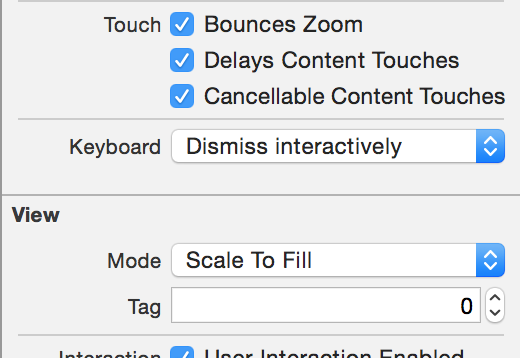 Touch Bounces Zoom
Delays Content Touches
Cancellable Content Touches
Keyboard Dismiss interactively
View
Mode Scale To Fill
Tag 0
Interaction User Interaction Enabled